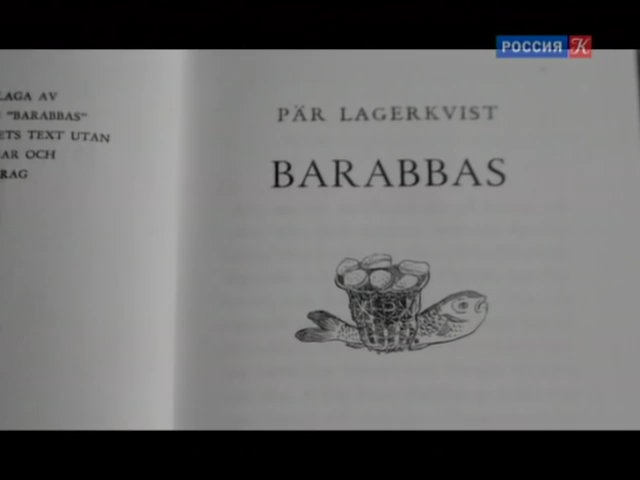 LAGA AV
"BARABBAS"
ETS TEXT UTAN
AR OCH
RAG
PÄR LAGERKVIST
BARABBAS
РОССИЯ К